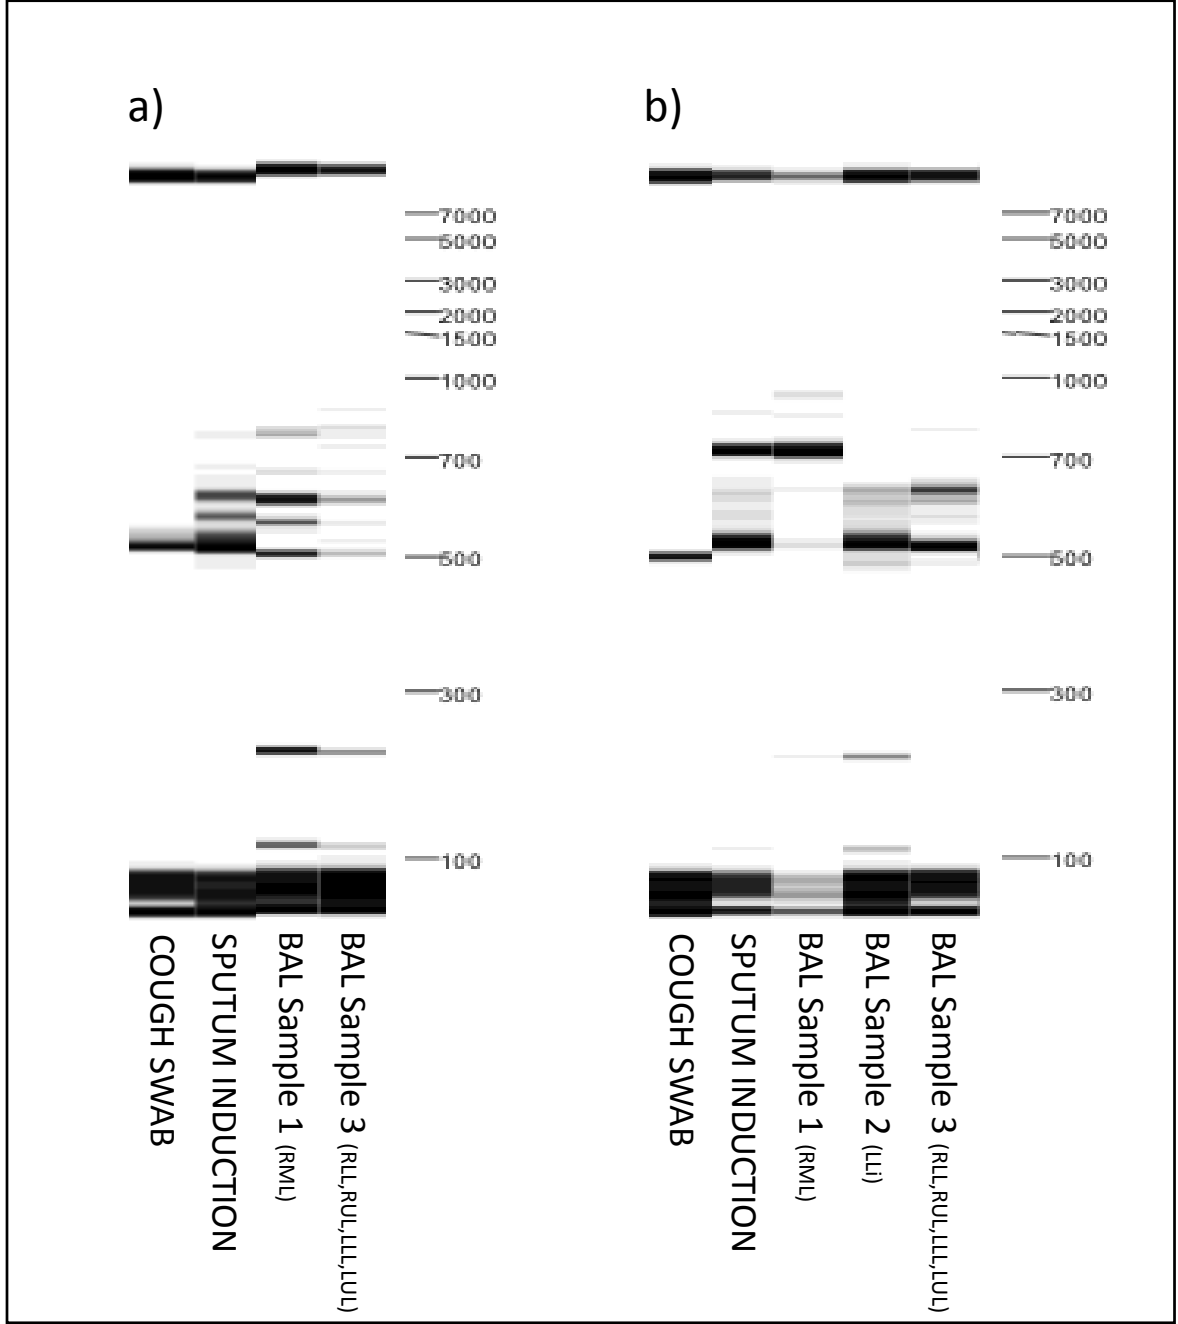 a)
7000
5000
3000
2000
1500
1000
700
500
300
100
COUGH SWAB
SPUTUM INDUCTION
BAL Sample 1 (RML)
BAL Sample 3 (RLL,RUL,LLL,LUL)
b)
7000
5000
3000
2000
1500
1000
700
500
300
100
COUGH SWAB
SPUTUM INDUCTION
BAL Sample 1 (RML)
BAL Sample 2 (LLi)
BAL Sample 3 (RLL,RUL,LLL,LUL)